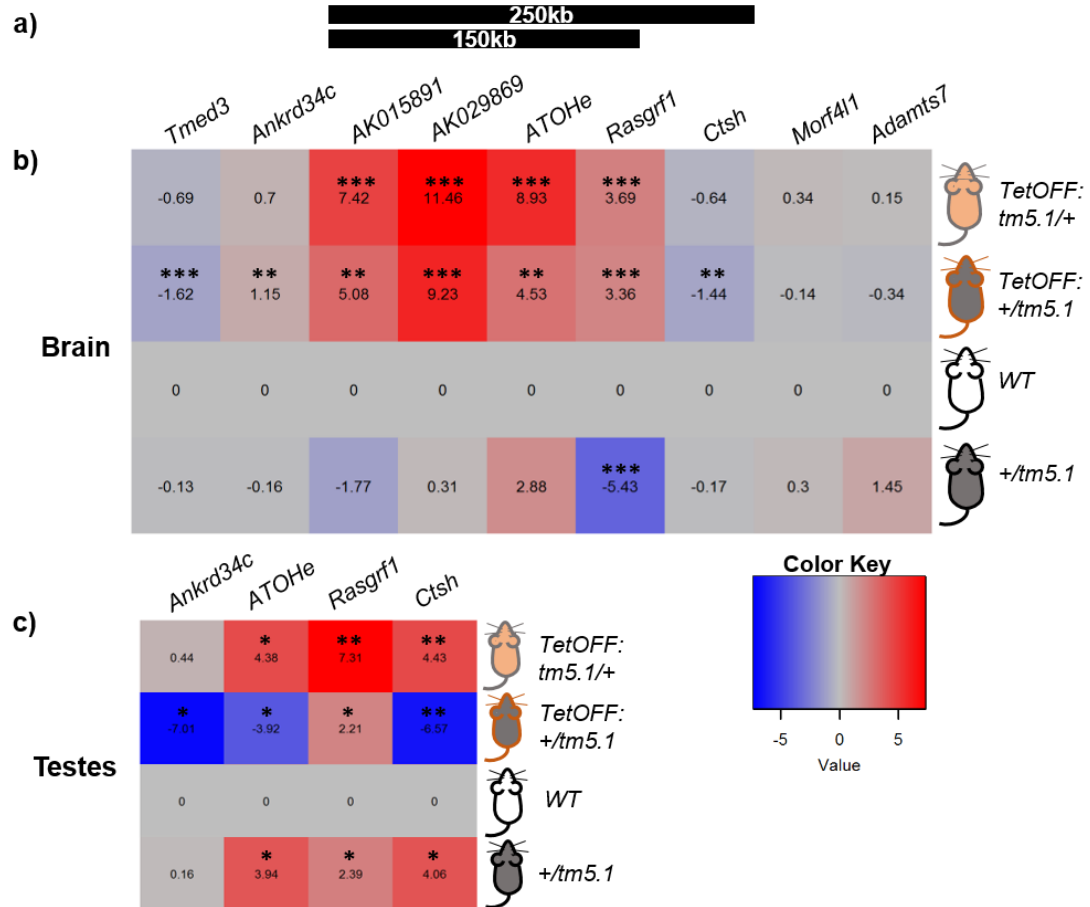 a)
250kb
150kb
Tmed3 Ankrd34c AK015891 AK029869 ATOHe Rasgrf1 Ctsh Morf4l1 Adamts7
b)
*** *** *** ***
-0.69 0.7 7.42 11.46 8.93 3.69 -0.64 0.34 0.15
TetOFF:
tm5.1/+
*** ** ** *** ** *** **
-1.62 1.15 5.08 9.23 4.53 3.36 -1.44 -0.14 -0.34
TetOFF:
+/tm5.1
Brain
0 0 0 0 0 0 0 0 0
WT
***
-0.13 -0.16 -1.77 0.31 2.88 -5.43 -0.17 0.3 1.45
+/tm5.1
Color Key
-5 0 5
Value
c)
Ankrd34c ATOHe Rasgrf1 Ctsh
* ** **
0.44 4.38 7.31 4.43
TetOFF:
tm5.1/+
* * * **
-7.01 -3.92 2.21 -6.57
TetOFF:
+/tm5.1
Testes
0 0 0 0
WT
* * *
0.16 3.94 2.39 4.06
+/tm5.1